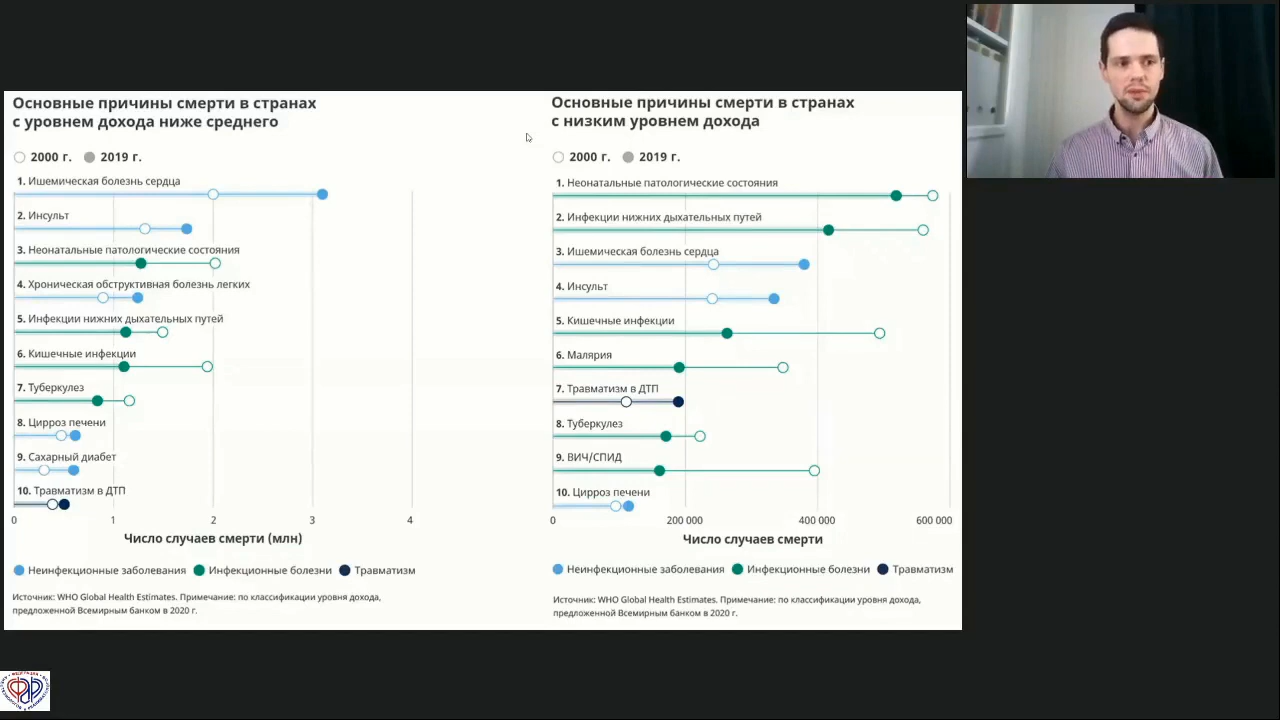 Основные причины смерти в странах
с уровнем дохода ниже среднего
2000 г. 2019 г.
1. Ишемическая болезнь сердца
2. Инсульт
3. Неонатальные патологические состояния
4. Хроническая обструктивная болезнь легких
5. Инфекции нижних дыхательных путей
6. Кишечные инфекции
7. Туберкулез
8. Цирроз печени
9. Сахарный диабет
10. Травматизм в ДТП
0 1 2 3 4
Число случаев смерти (млн)
Неинфекционные заболевания Инфекционные болезни Травматизм
Источник: WHO Global Health Estimates. Примечание: по классификации уровня дохода,
предложенной Всемирным банком в 2020 г.
Основные причины смерти в странах
с низким уровнем дохода
2000 г. 2019 г.
1. Неонатальные патологические состояния
2. Инфекции нижних дыхательных путей
3. Ишемическая болезнь сердца
4. Инсульт
5. Кишечные инфекции
6. Малярия
7. Травматизм в ДТП
8. Туберкулез
9. ВИЧ/СПИД
10. Цирроз печени
0 200 000 400 000 600 000
Число случаев смерти
Неинфекционные заболевания Инфекционные болезни Травматизм
Источник: WHO Global Health Estimates. Примечание: по классификации уровня дохода,
предложенной Всемирным банком в 2020 г.